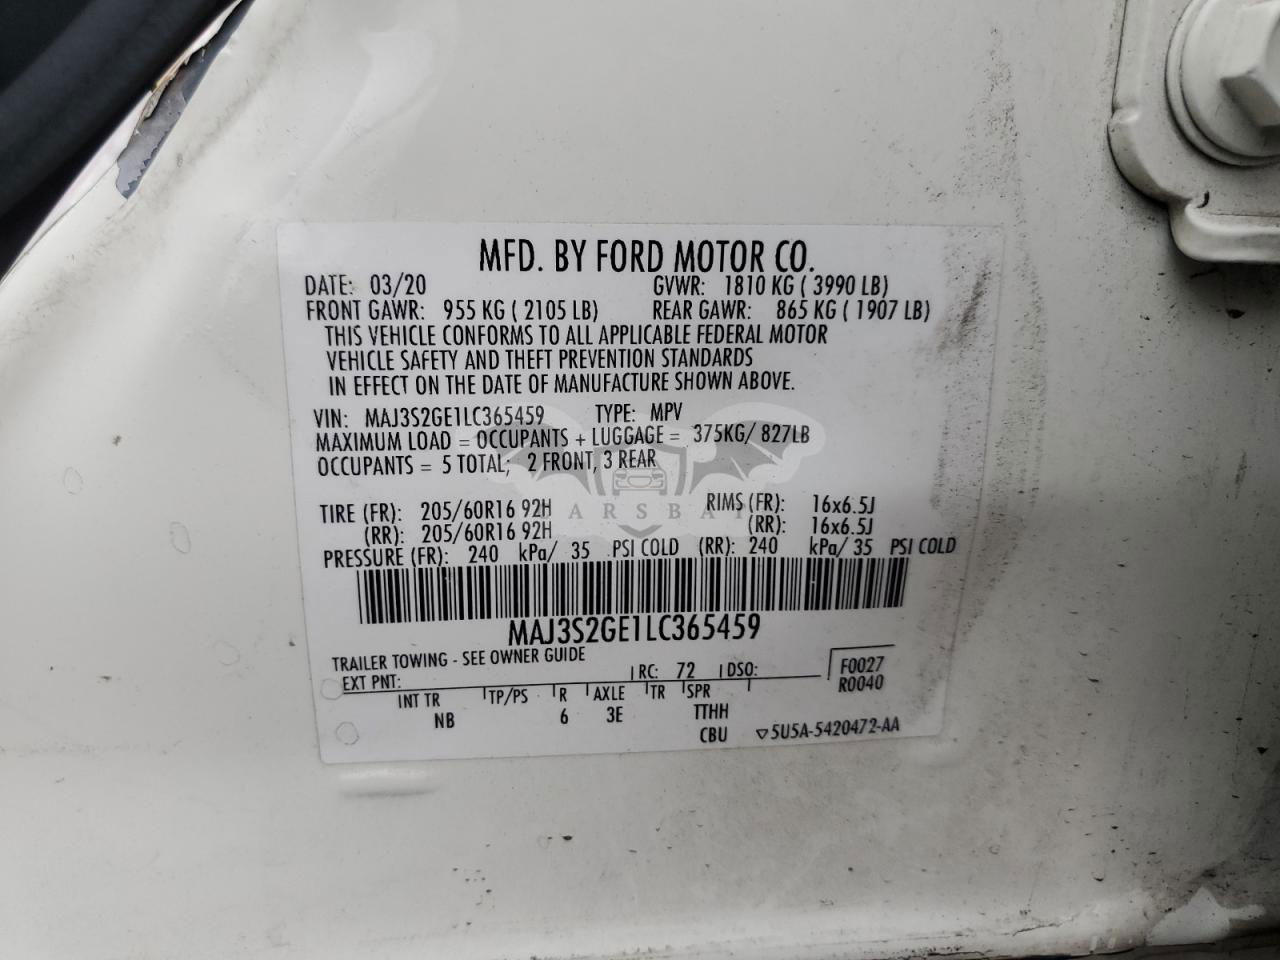 MFD. BY FORD MOTOR CO.
DATE: 03/20 GVWR: 1810 KG ( 3990 LB)
FRONT GAWR: 955 KG ( 2105 LB) REAR GAWR: 865 KG ( 1907 LB)
THIS VEHICLE CONFORMS TO ALL APPLICABLE FEDERAL MOTOR
VEHICLE SAFETY AND THEFT PREVENTION STANDARDS
IN EFFECT ON THE DATE OF MANUFACTURE SHOWN ABOVE.
VIN: MAJ3S2GE1LC365459 TYPE: MPV
MAXIMUM LOAD = OCCUPANTS + LUGGAGE = 375KG/ 827LB
OCCUPANTS = 5 TOTAL; 2 FRONT, 3 REAR
TIRE (FR): 205/60R16 92H RIMS (FR): 16x6.5J
(RR): 205/60R16 92H (RR): 16x6.5J
ARSBA
PRESSURE (FR): 240 kPa/ 35 PSI COLD (RR): 240 kPa/ 35 PSI COLD
MAJ3S2GE1LC365459
TRAILER TOWING - SEE OWNER GUIDE
EXT PNT: RC: 72 DSO: F0027
R0040
INT TR TP/PS R AXLE TR SPR
NB 6 3E TTHH
CBU ▽5U5A-5420472-AA